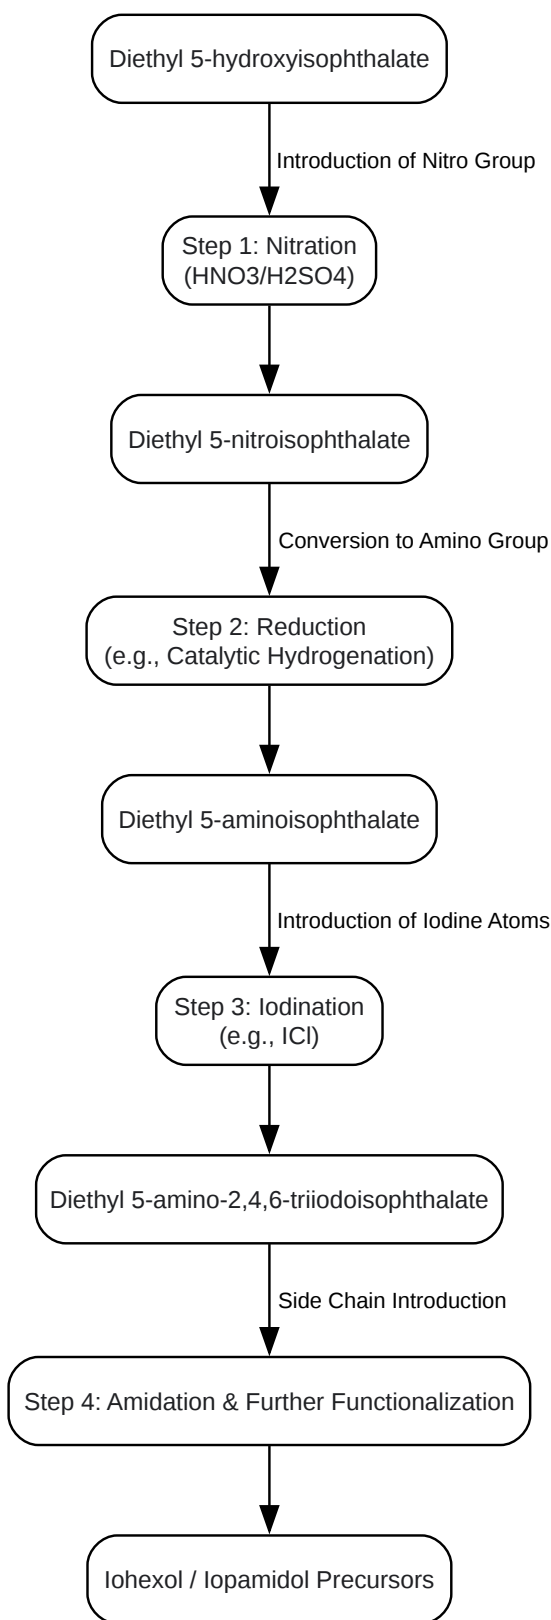 Diethyl 5-hydroxyisophthalate
Introduction of Nitro Group
Step 1: Nitration
(HNO3/H2SO4)
Diethyl 5-nitroisophthalate
Conversion to Amino Group
Step 2: Reduction
(e.g., Catalytic Hydrogenation)
Diethyl 5-aminoisophthalate
Introduction of Iodine Atoms
Step 3: Iodination
(e.g., ICl)
Diethyl 5-amino-2,4,6-triiodoisophthalate
Side Chain Introduction
Step 4: Amidation & Further Functionalization
Iohexol / Iopamidol Precursors